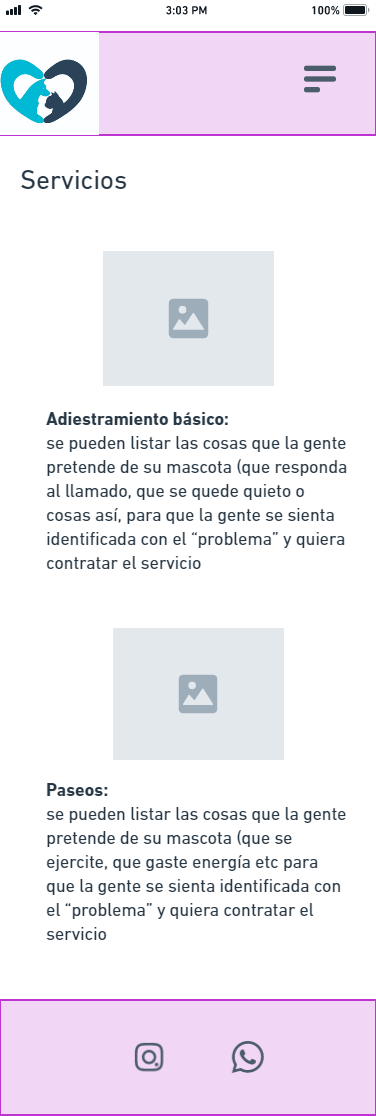 3:03 PM
100%
Servicios
Adiestramiento básico:
se pueden listar las cosas que la gente
pretende de su mascota (que responda
al llamado, que se quede quieto o
cosas así, para que la gente se sienta
identificada con el “problema” y quiera
contratar el servicio
Paseos:
se pueden listar las cosas que la gente
pretende de su mascota (que se
ejercite, que gaste energía etc para
que la gente se sienta identificada con
el “problema” y quiera contratar el
servicio